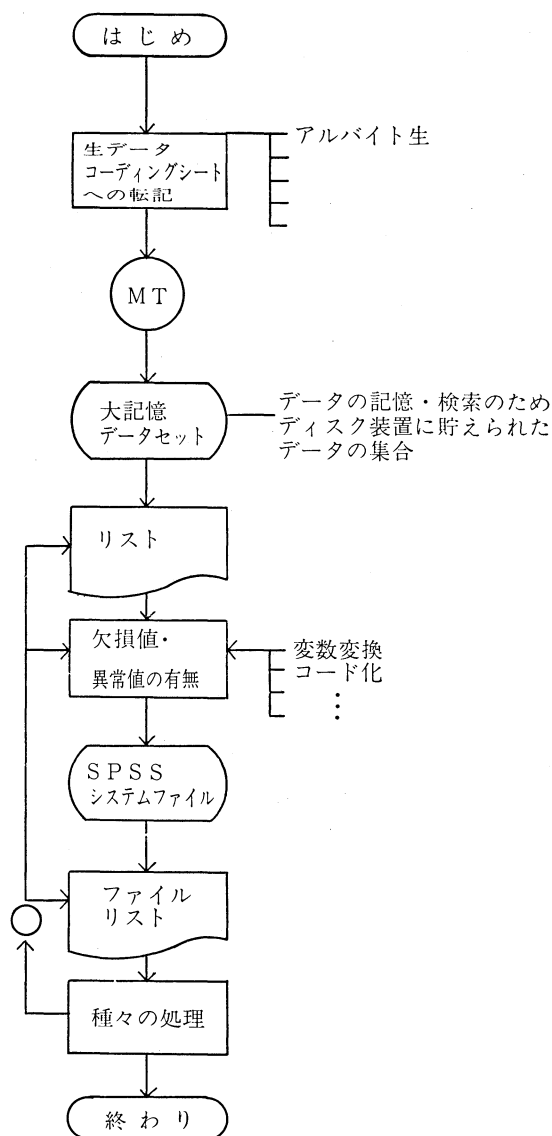 はじめ
生データ
コーディングシート
への転記
アルバイト生
MT
大記憶
データセット
データの記憶・検索のため
ディスク装置に貯えられた
データの集合
リスト
欠損値・
異常値の有無
変数変換
コード化
⋮
SPSS
システムファイル
ファイル
リスト
種々の処理
終わり